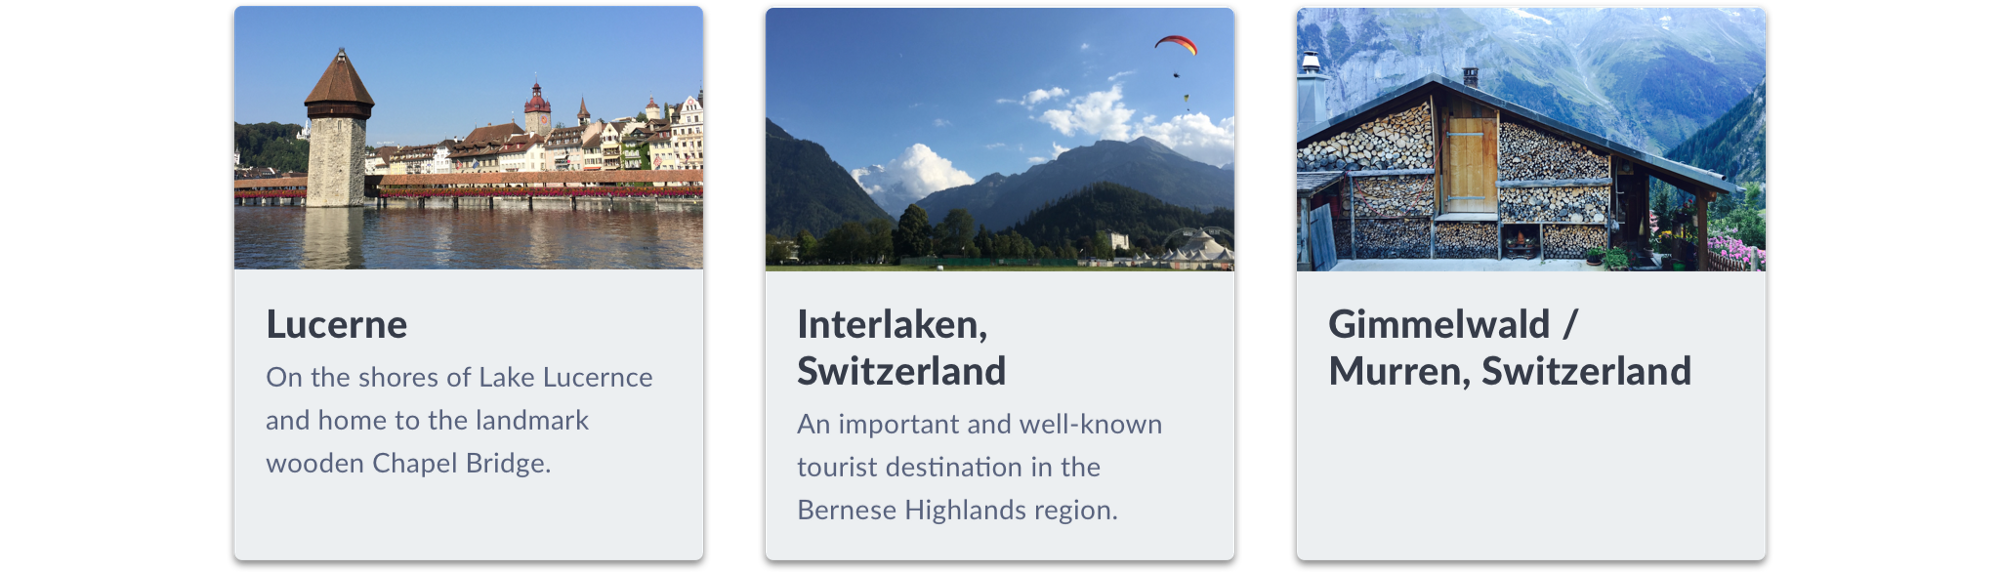 Lucerne
On the shores of Lake Lucernce
and home to the landmark
wooden Chapel Bridge.
Interlaken,
Switzerland
An important and well-known
tourist destination in the
Bernese Highlands region.
Gimmelwald /
Murren, Switzerland